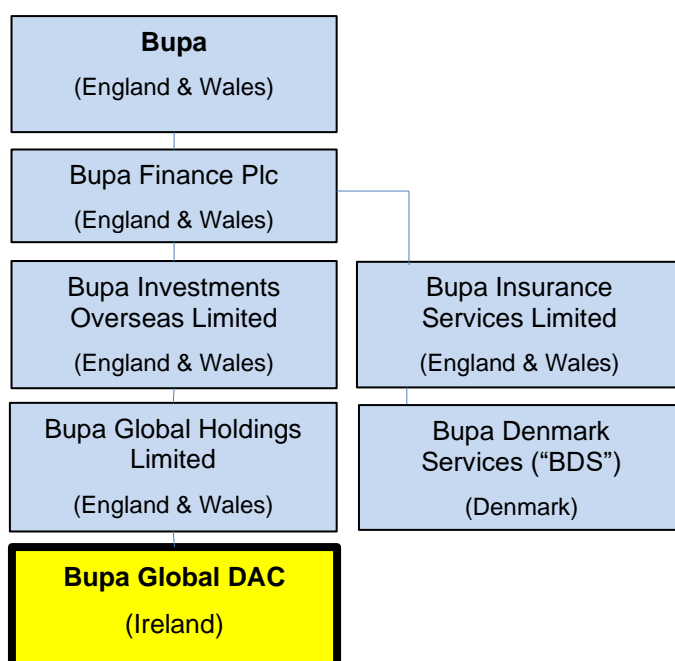 Bupa
(England & Wales)
Bupa Finance Plc
(England & Wales)
Bupa Investments
Overseas Limited
(England & Wales)
Bupa Insurance
Services Limited
(England & Wales)
Bupa Global Holdings
Limited
(England & Wales)
Bupa Denmark
Services (“BDS”)
(Denmark)
Bupa Global DAC
(Ireland)